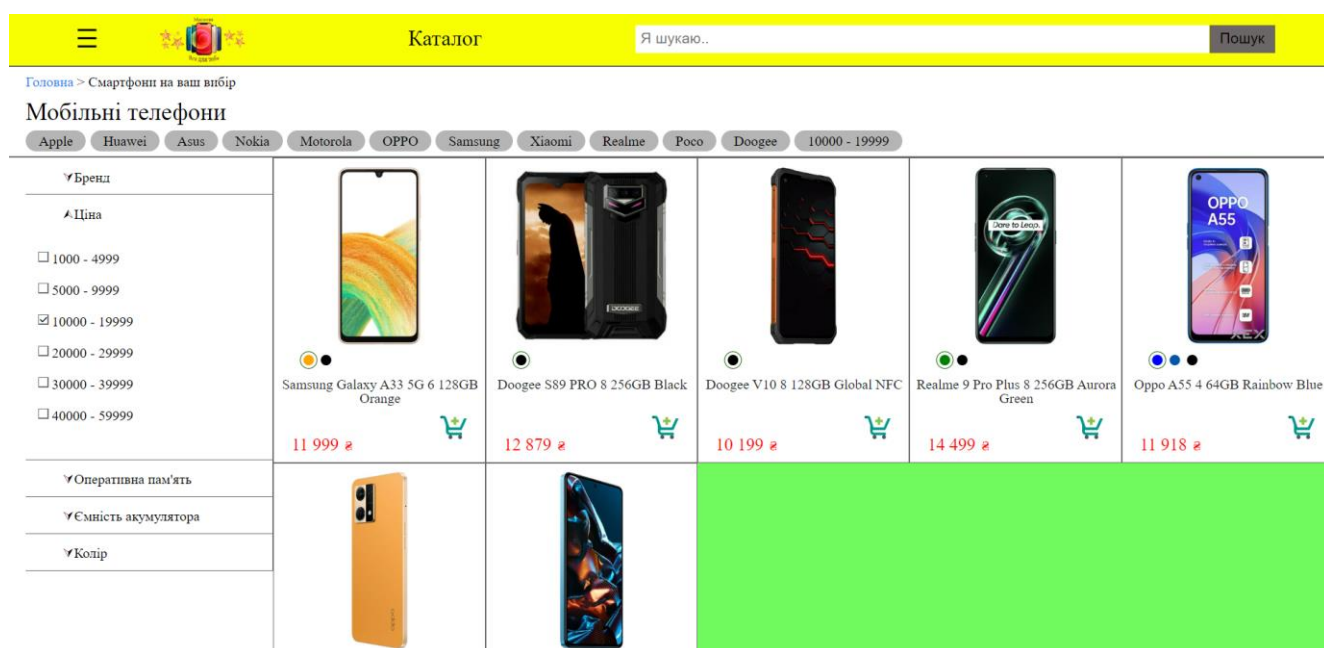 ☰ Каталог Я шукаю.. Пошук
Головна > Смартфони на ваш вибір
Мобільні телефони
Apple Huawei Asus Nokia Motorola OPPO Samsung Xiaomi Realme Poco Doogee 10000 - 19999
Бренд
Ціна
1000 - 4999
5000 - 9999
10000 - 19999
20000 - 29999
30000 - 39999
40000 - 59999
Оперативна пам'ять
Ємність акумулятора
Колір
Samsung Galaxy A33 5G 6 128GB
Orange
11 999 ₴
DOOGEE
Doogee S89 PRO 8 256GB Black
12 879 ₴
Doogee V10 8 128GB Global NFC
10 199 ₴
Dare to Leap.
Realme 9 Pro Plus 8 256GB Aurora
Green
14 499 ₴
OPPO
A55
Oppo A55 4 64GB Rainbow Blue
11 918 ₴